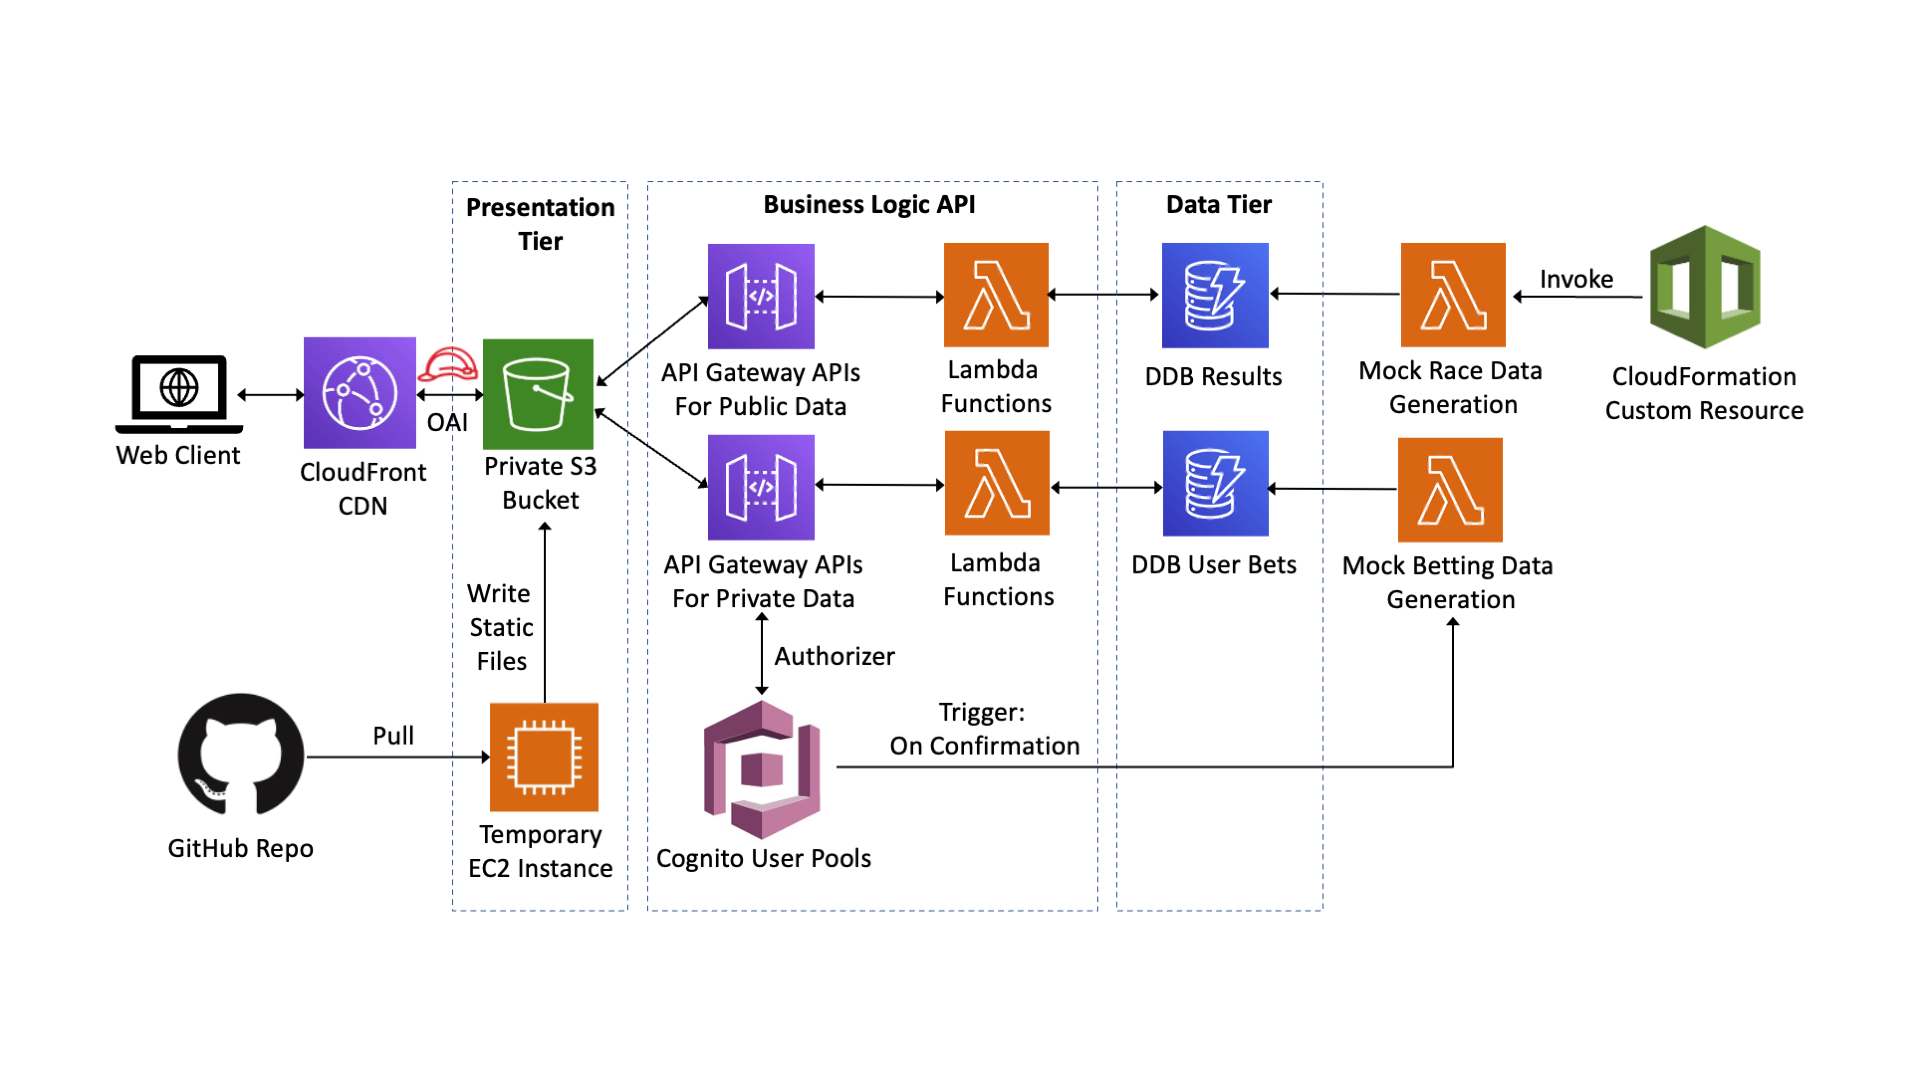 Presentation
Tier
Business Logic API
Data Tier
Web Client
CloudFront
CDN
OAI
Private S3
Bucket
API Gateway APIs
For Public Data
Lambda
Functions
DDB Results
Mock Race Data
Generation
Invoke
CloudFormation
Custom Resource
API Gateway APIs
For Private Data
Lambda
Functions
DDB User Bets
Mock Betting Data
Generation
Write
Static
Files
Authorizer
Trigger:
On Confirmation
Pull
GitHub Repo
Temporary
EC2 Instance
Cognito User Pools